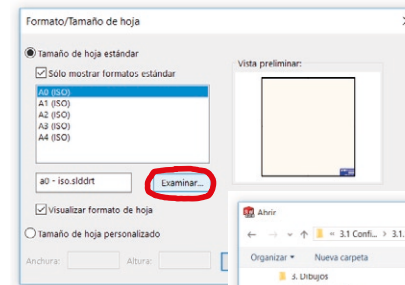 Formato/Tamaño de hoja
Tamaño de hoja estándar
Sólo mostrar formatos estándar
A0 (ISO)
A1 (ISO)
A2 (ISO)
A3 (ISO)
A4 (ISO)
a0 - iso.slddrt
Examinar...
Visualizar formato de hoja
Tamaño de hoja personalizado
Anchura:
Altura:
Vista preliminar:
Abrir
« 3.1 Confi... > 3.1.
Organizar
Nueva carpeta
3. Dibujos